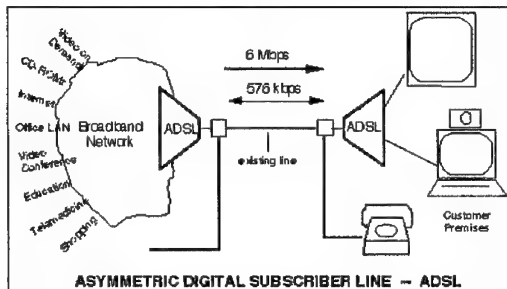 Video on
Demand
CD ROMs
Internet
Office LAN
Video
Conference
Education
Telemedicine
Shopping
Broadband
Network
ADSL
6 Mbps
576 kbps
existing line
ADSL
Customer
Premises
ASYMMETRIC DIGITAL SUBSCRIBER LINE – ADSL